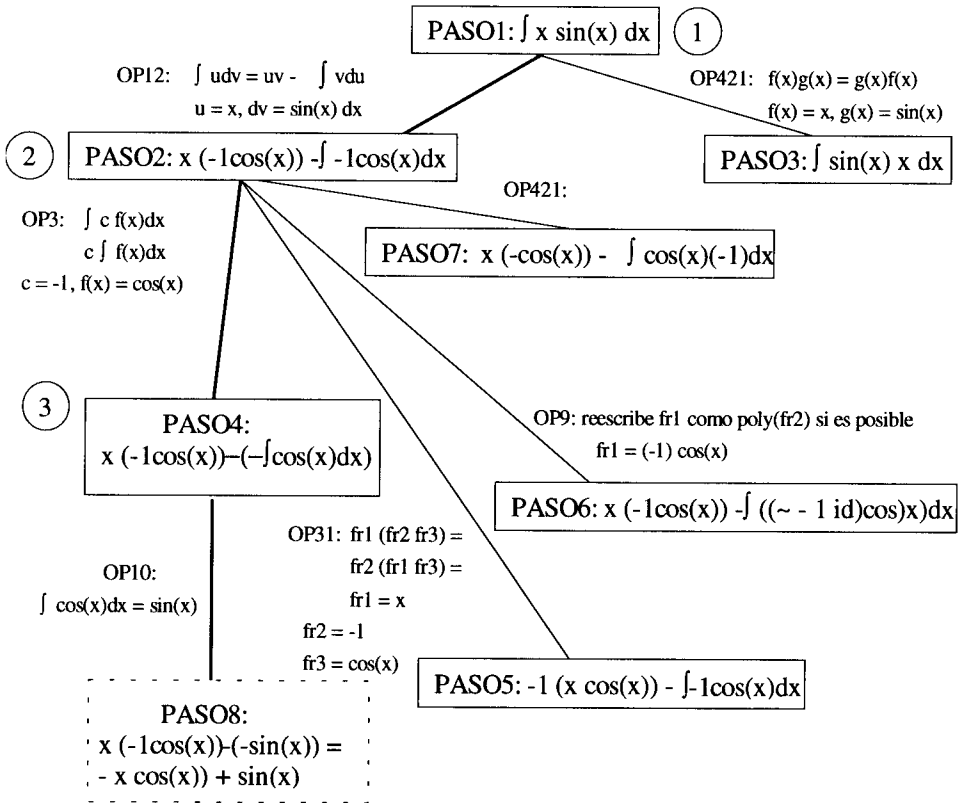 PASO1: ∫ x sin(x) dx
1
OP12: ∫ udv = uv - ∫ vdu
u = x, dv = sin(x) dx
OP421: f(x)g(x) = g(x)f(x)
f(x) = x, g(x) = sin(x)
2
PASO2: x (-1cos(x)) -∫ -1cos(x)dx
PASO3: ∫ sin(x) x dx
OP3: ∫ c f(x)dx
c ∫ f(x)dx
c = -1, f(x) = cos(x)
OP421:
PASO7: x (-cos(x)) - ∫ cos(x)(-1)dx
3
PASO4:
x (-1cos(x))-(-∫cos(x)dx)
OP9: reescribe fr1 como poly(fr2) si es posible
fr1 = (-1) cos(x)
PASO6: x (-1cos(x)) -∫ ((~ - 1 id)cos)x)dx
OP31: fr1 (fr2 fr3) =
fr2 (fr1 fr3) =
fr1 = x
fr2 = -1
fr3 = cos(x)
OP10:
∫ cos(x)dx = sin(x)
PASO5: -1 (x cos(x)) - ∫-1cos(x)dx
PASO8:
x (-1cos(x))-(-sin(x)) =
- x cos(x)) + sin(x)